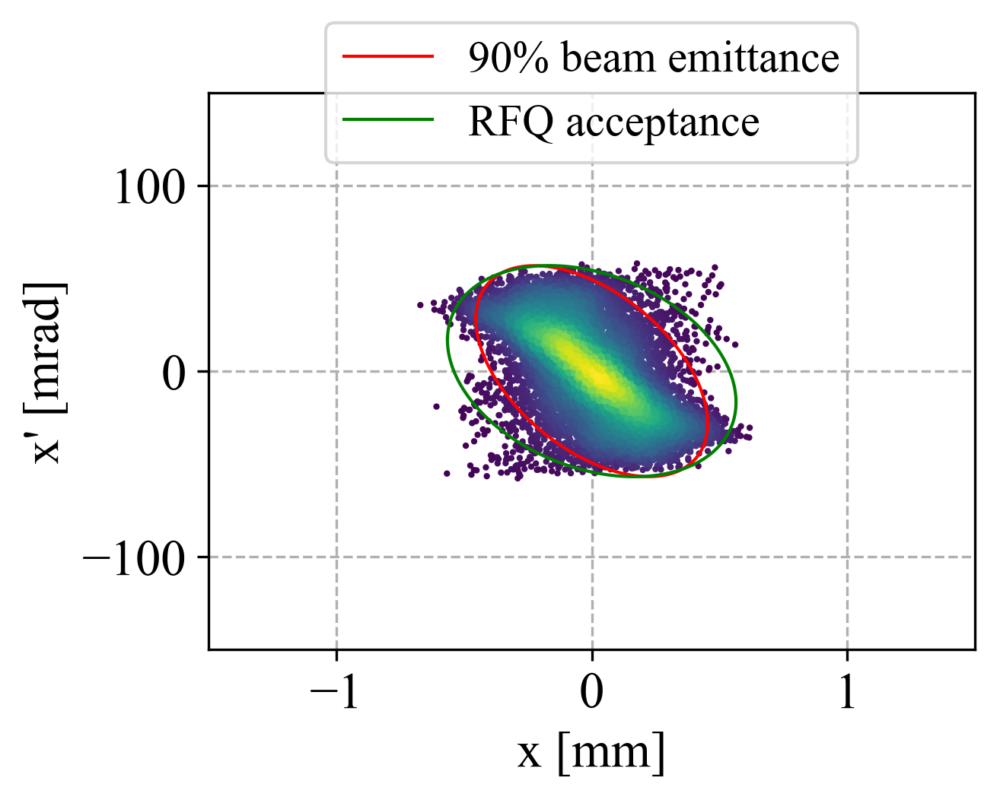 90% beam emittance
RFQ acceptance
100
0
−100
x' [mrad]
−1
0
1
x [mm]